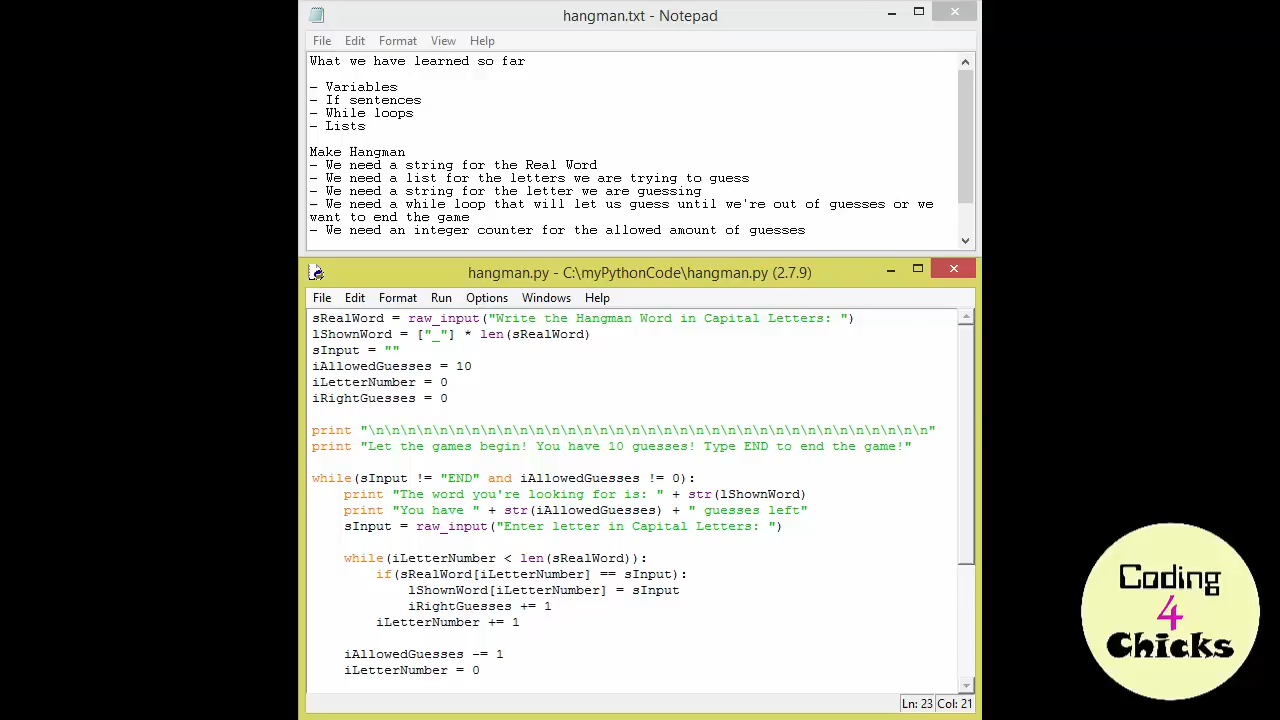 hangman.txt - Notepad
File Edit Format View Help
What we have learned so far
- Variables
- If sentences
- While loops
- Lists
Make Hangman
- We need a string for the Real Word
- We need a list for the letters we are trying to guess
- We need a string for the letter we are guessing
- We need a while loop that will let us guess until we're out of guesses or we
want to end the game
- We need an integer counter for the allowed amount of guesses
hangman.py - C:\myPythonCode\hangman.py (2.7.9)
File Edit Format Run Options Windows Help
sRealWord = raw_input("Write the Hangman Word in Capital Letters: ")
lShownWord = ["_"] * len(sRealWord)
sInput = ""
iAllowedGuesses = 10
iLetterNumber = 0
iRightGuesses = 0
print "\n\n\n\n\n\n\n\n\n\n\n\n\n\n\n\n\n\n\n\n\n\n\n\n\n\n\n\n\n\n\n\n\n\n\n"
print "Let the games begin! You have 10 guesses! Type END to end the game!"
while(sInput != "END" and iAllowedGuesses != 0):
    print "The word you're looking for is: " + str(lShownWord)
    print "You have " + str(iAllowedGuesses) + " guesses left"
    sInput = raw_input("Enter letter in Capital Letters: ")
    while(iLetterNumber < len(sRealWord)):
        if(sRealWord[iLetterNumber] == sInput):
            lShownWord[iLetterNumber] = sInput
            iRightGuesses += 1
        iLetterNumber += 1
    iAllowedGuesses -= 1
    iLetterNumber = 0
Ln: 23 Col: 21
Coding
4
Chicks